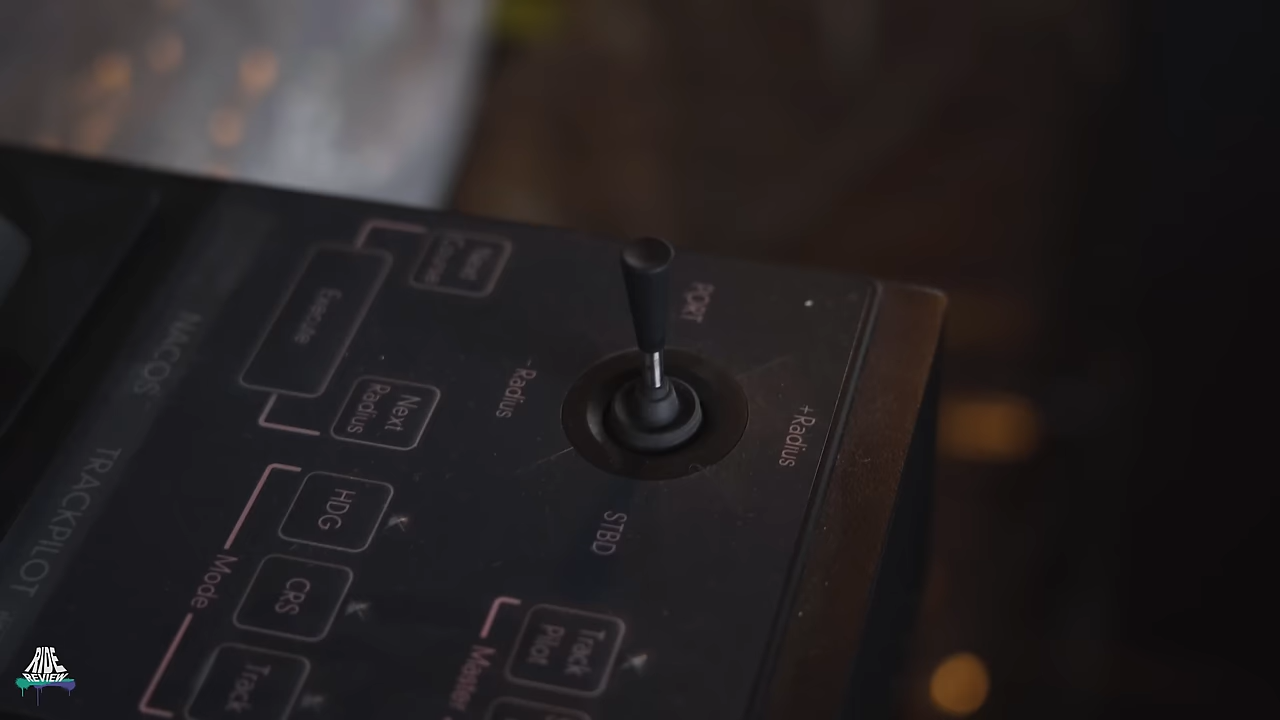 NACOS TRACKPILOT
Execute
Next
Course
Next
Radius
PORT
-Radius
+Radius
STBD
HDG
Mode
CRS
Track
Track
Pilot
Master
RIDE
REVIEW